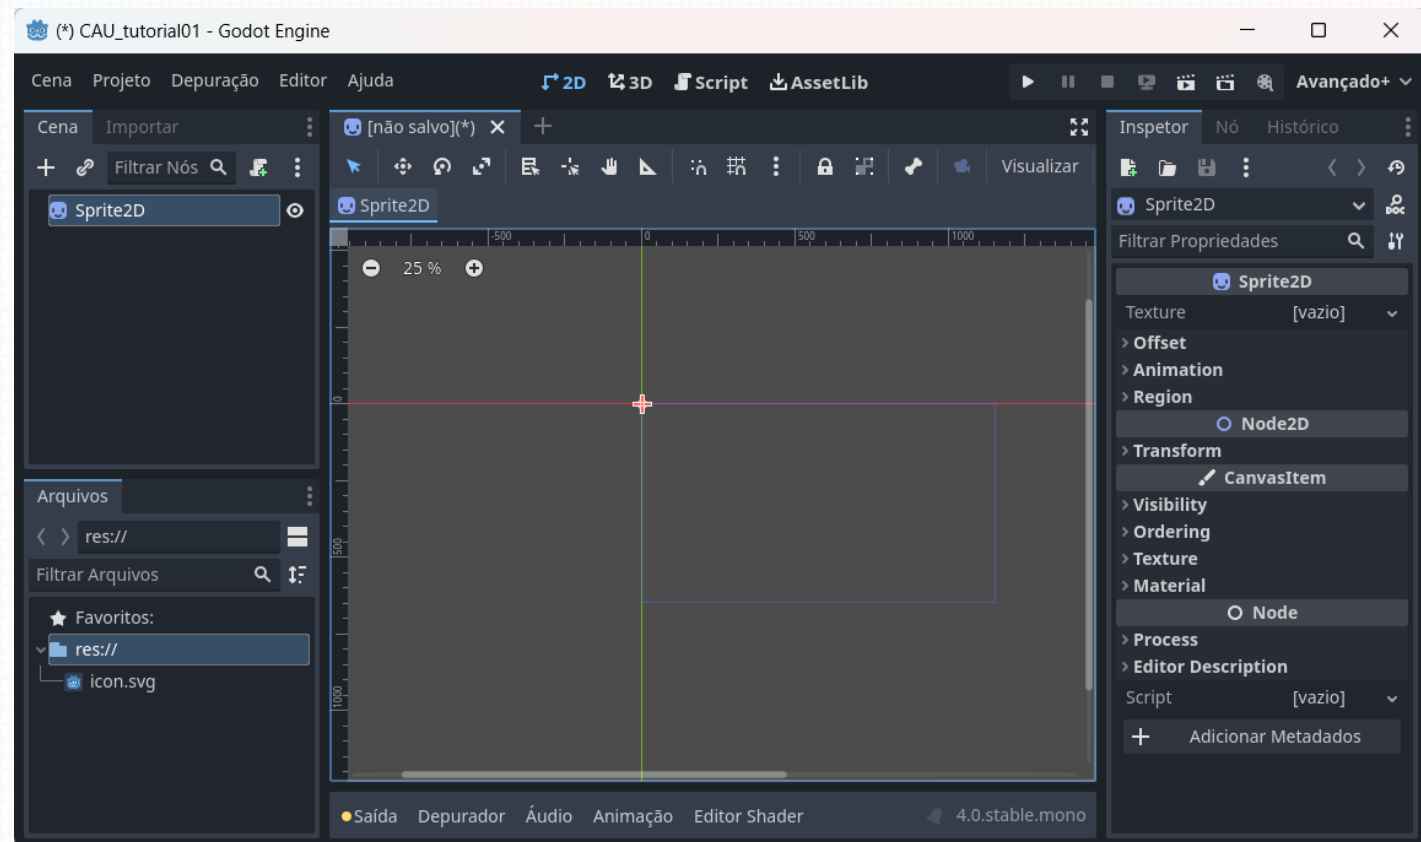 (*) CAU_tutorial01 - Godot Engine
Cena Projeto Depuração Editor Ajuda 2D 3D Script AssetLib Avançado+
Cena Importar
Filtrar Nós
Sprite2D
[não salvo](*)
Visualizar
Sprite2D
-500 0 500 1000
25 %
0
500
1000
Arquivos
res://
Filtrar Arquivos
Favoritos:
res://
icon.svg
Saída Depurador Áudio Animação Editor Shader 4.0.stable.mono
Inspetor Nó Histórico
Sprite2D
DOC
Filtrar Propriedades
Sprite2D
Texture [vazio]
Offset
Animation
Region
Node2D
Transform
CanvasItem
Visibility
Ordering
Texture
Material
Node
Process
Editor Description
Script [vazio]
Adicionar Metadados